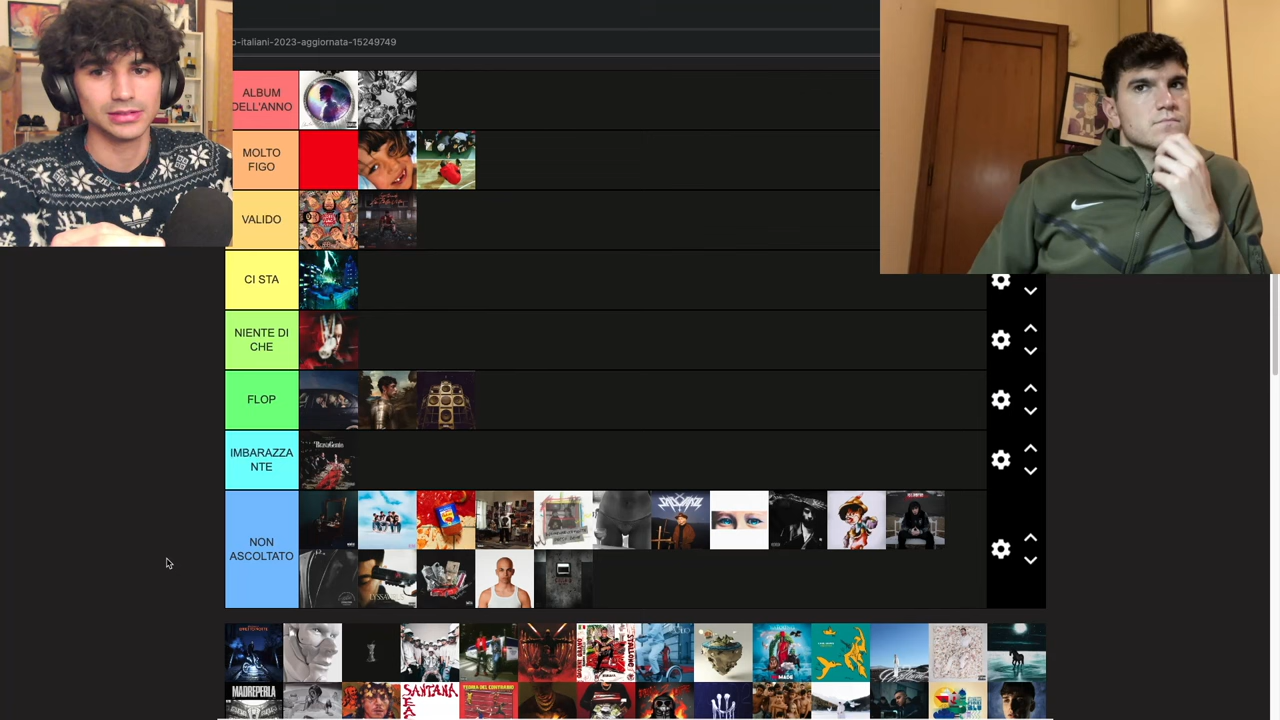 o-italiani-2023-aggiornata-15249749
ALBUM
DELL'ANNO
MOLTO
FIGO
VALIDO
CI STA
NIENTE DI
CHE
FLOP
IMBARAZZA
NTE
NON
ASCOLTATO
MADREPERLA
SANTANA